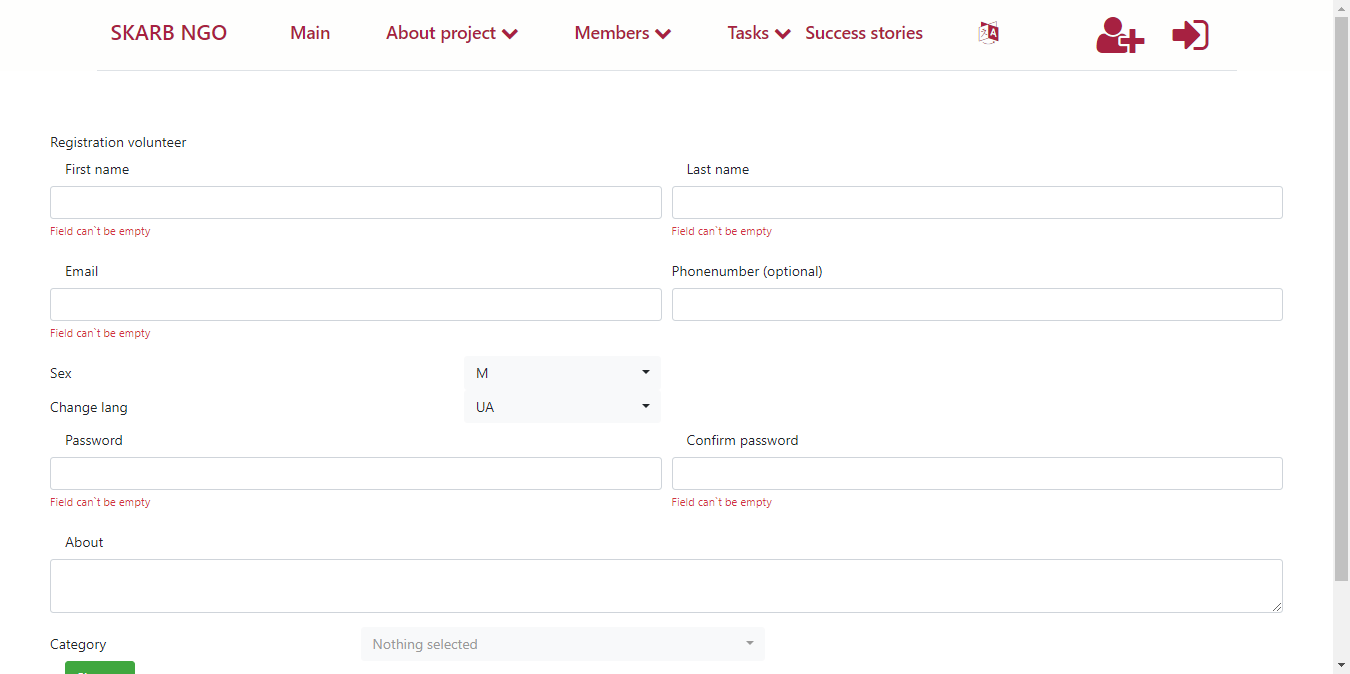 SKARB NGO Main About project Members Tasks Success stories
Registration volunteer
First name Last name
Field can`t be empty Field can`t be empty
Email Phonenumber (optional)
Field can`t be empty
Sex M
Change lang UA
Password Confirm password
Field can`t be empty Field can`t be empty
About
Category Nothing selected